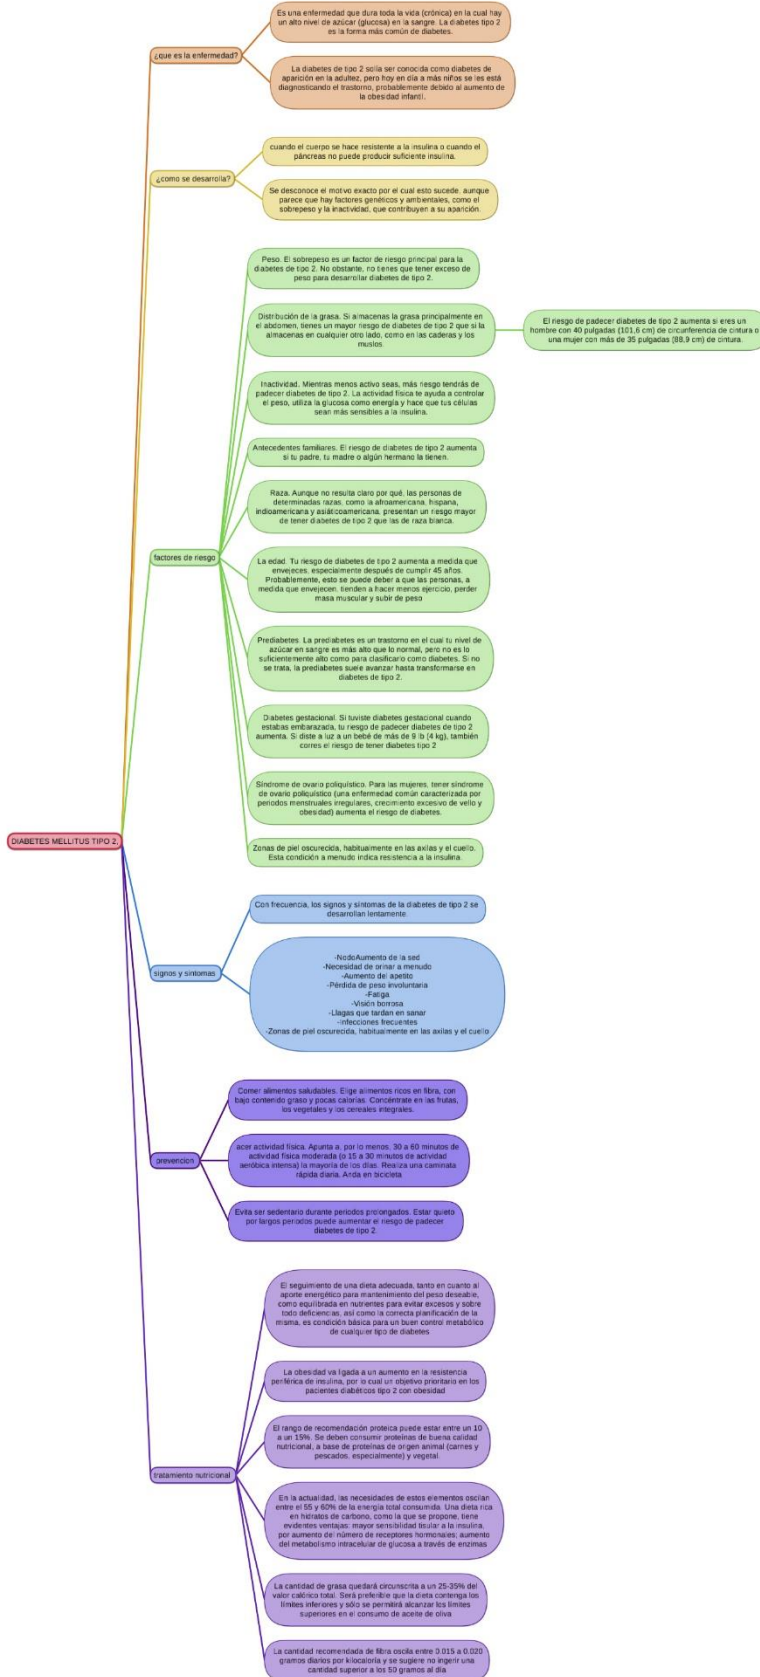 Es una enfermedad que dura toda la vida (crónica) en la cual hay
un alto nivel de azúcar (glucosa) en la sangre. La diabetes tipo 2
es la forma más común de diabetes.
¿que es la enfermedad?
La diabetes de tipo 2 solía ser conocida como diabetes de
aparición en la adultez, pero hoy en día a más niños se les está
diagnosticando el trastorno, probablemente debido al aumento de
la obesidad infantil.
cuando el cuerpo se hace resistente a la insulina o cuando el
páncreas no puede producir suficiente insulina.
¿como se desarrolla?
Se desconoce el motivo exacto por el cual esto sucede, aunque
parece que hay factores genéticos y ambientales, como el
sobrepeso y la inactividad, que contribuyen a su aparición.
Peso. El sobrepeso es un factor de riesgo principal para la
diabetes de tipo 2. No obstante, no tienes que tener exceso de
peso para desarrollar diabetes de tipo 2.
Distribución de la grasa. Si almacenas la grasa principalmente en
el abdomen, tienes un mayor riesgo de diabetes de tipo 2 que si la
almacenas en cualquier otro lado, como en las caderas y los
muslos.
El riesgo de padecer diabetes de tipo 2 aumenta si eres un
hombre con 40 pulgadas (101,6 cm) de circunferencia de cintura o
una mujer con más de 35 pulgadas (88,9 cm) de cintura.
Inactividad. Mientras menos activo seas, más riesgo tendrás de
padecer diabetes de tipo 2. La actividad física te ayuda a controlar
el peso, utiliza la glucosa como energía y hace que tus células
sean más sensibles a la insulina.
Antecedentes familiares. El riesgo de diabetes de tipo 2 aumenta
si tu padre, tu madre o algún hermano la tienen.
Raza. Aunque no resulta claro por qué, las personas de
determinadas razas, como la afroamericana, hispana,
indioamericana y asiáticoamericana, presentan un riesgo mayor
de tener diabetes de tipo 2 que las de raza blanca.
factores de riesgo
La edad. Tu riesgo de diabetes de tipo 2 aumenta a medida que
envejeces, especialmente después de cumplir 45 años.
Probablemente, esto se puede deber a que las personas, a
medida que envejecen, tienden a hacer menos ejercicio, perder
masa muscular y subir de peso
Prediabetes. La prediabetes es un trastorno en el cual tu nivel de
azúcar en sangre es más alto que lo normal, pero no es lo
suficientemente alto como para clasificarlo como diabetes. Si no
se trata, la prediabetes suele avanzar hasta transformarse en
diabetes de tipo 2.
Diabetes gestacional. Si tuviste diabetes gestacional cuando
estabas embarazada, tu riesgo de padecer diabetes de tipo 2
aumenta. Si diste a luz a un bebé de más de 9 lb (4 kg), también
corres el riesgo de tener diabetes tipo 2
Síndrome de ovario poliquístico. Para las mujeres, tener síndrome
de ovario poliquístico (una enfermedad común caracterizada por
periodos menstruales irregulares, crecimiento excesivo de vello y
obesidad) aumenta el riesgo de diabetes.
DIABETES MELLITUS TIPO 2.
Zonas de piel oscurecida, habitualmente en las axilas y el cuello.
Esta condición a menudo indica resistencia a la insulina.
Con frecuencia, los signos y síntomas de la diabetes de tipo 2 se
desarrollan lentamente.
signos y sintomas
-NodoAumento de la sed
-Necesidad de orinar a menudo
-Aumento del apetito
-Pérdida de peso involuntaria
-Fatiga
-Visión borrosa
-Llagas que tardan en sanar
-Infecciones frecuentes
-Zonas de piel oscurecida, habitualmente en las axilas y el cuello
Comer alimentos saludables. Elige alimentos ricos en fibra, con
bajo contenido graso y pocas calorías. Concéntrate en las frutas,
los vegetales y los cereales integrales.
prevencion
acer actividad física. Apunta a, por lo menos, 30 a 60 minutos de
actividad física moderada (o 15 a 30 minutos de actividad
aeróbica intensa) la mayoría de los días. Realiza una caminata
rápida diaria. Anda en bicicleta
Evita ser sedentario durante periodos prolongados. Estar quieto
por largos periodos puede aumentar el riesgo de padecer
diabetes de tipo 2.
El seguimiento de una dieta adecuada, tanto en cuanto al
aporte energético para mantenimiento del peso deseable,
como equilibrada en nutrientes para evitar excesos y sobre
todo deficiencias, así como la correcta planificación de la
misma, es condición básica para un buen control metabólico
de cualquier tipo de diabetes
La obesidad va ligada a un aumento en la resistencia
periférica de insulina, por lo cual un objetivo prioritario en los
pacientes diabéticos tipo 2 con obesidad
El rango de recomendación proteica puede estar entre un 10
a un 15%. Se deben consumir proteínas de buena calidad
nutricional, a base de proteínas de origen animal (carnes y
pescados, especialmente) y vegetal.
tratamiento nutricional
En la actualidad, las necesidades de estos elementos oscilan
entre el 55 y 60% de la energía total consumida. Una dieta rica
en hidratos de carbono, como la que se propone, tiene
evidentes ventajas: mayor sensibilidad tisular a la insulina,
por aumento del número de receptores hormonales; aumento
del metabolismo intracelular de glucosa a través de enzimas
La cantidad de grasa quedará circunscrita a un 25-35% del
valor calórico total. Será preferible que la dieta contenga los
límites inferiores y sólo se permitirá alcanzar los límites
superiores en el consumo de aceite de oliva
La cantidad recomendada de fibra oscila entre 0.015 a 0.020
gramos diarios por kilocaloría y se sugiere no ingerir una
cantidad superior a los 50 gramos al día